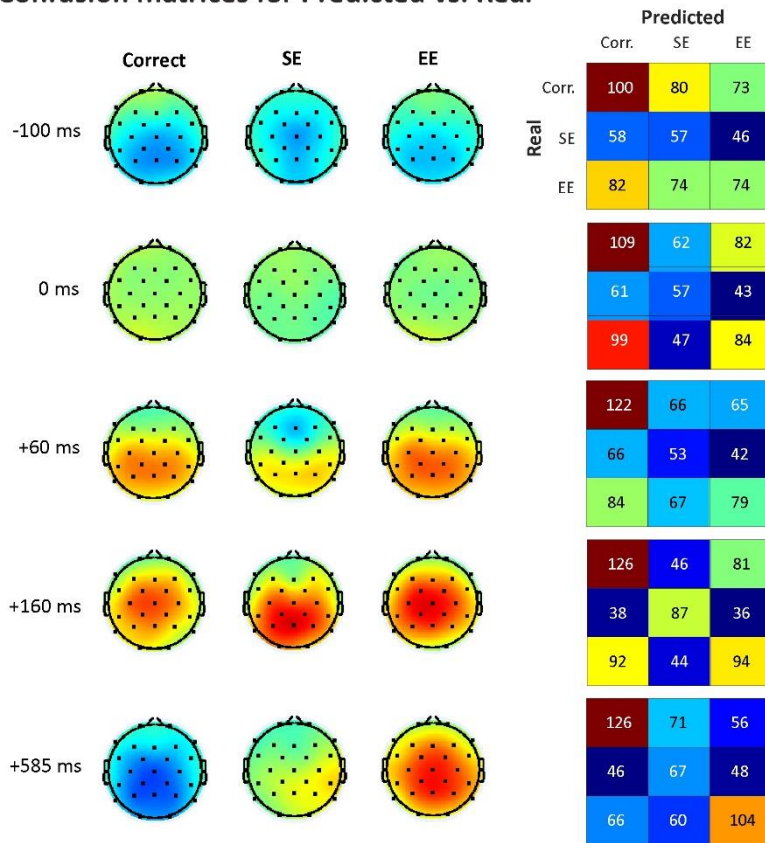 Confusion matrices for Predicted vs. Real
Predicted
Correct SE EE
Corr. SE EE
Real
-100 ms
Corr. 100 80 73
SE 58 57 46
EE 82 74 74
0 ms
109 62 82
61 57 43
99 47 84
+60 ms
122 66 65
66 53 42
84 67 79
+160 ms
126 46 81
38 87 36
92 44 94
+585 ms
126 71 56
46 67 48
66 60 104